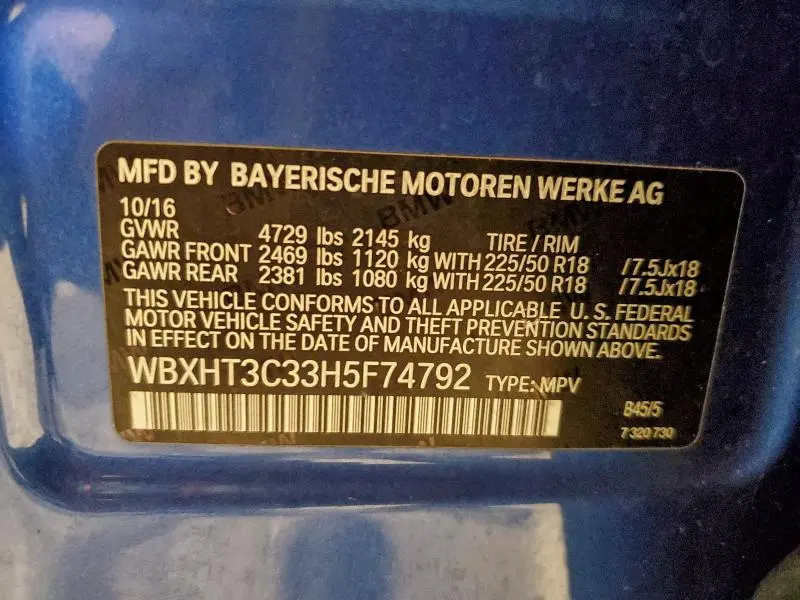 MFD BY BAYERISCHE MOTOREN WERKE AG
10/16
GVWR 4729 lbs 2145 kg TIRE / RIM
GAWR FRONT 2469 lbs 1120 kg WITH 225/50 R18 /7.5Jx18
GAWR REAR 2381 lbs 1080 kg WITH 225/50 R18 /7.5Jx18
THIS VEHICLE CONFORMS TO ALL APPLICABLE U.S. FEDERAL
MOTOR VEHICLE SAFETY AND THEFT PREVENTION STANDARDS
IN EFFECT ON THE DATE OF MANUFACTURE SHOWN ABOVE.
WBXHT3C33H5F74792 TYPE: MPV
B45/5
7 320 730